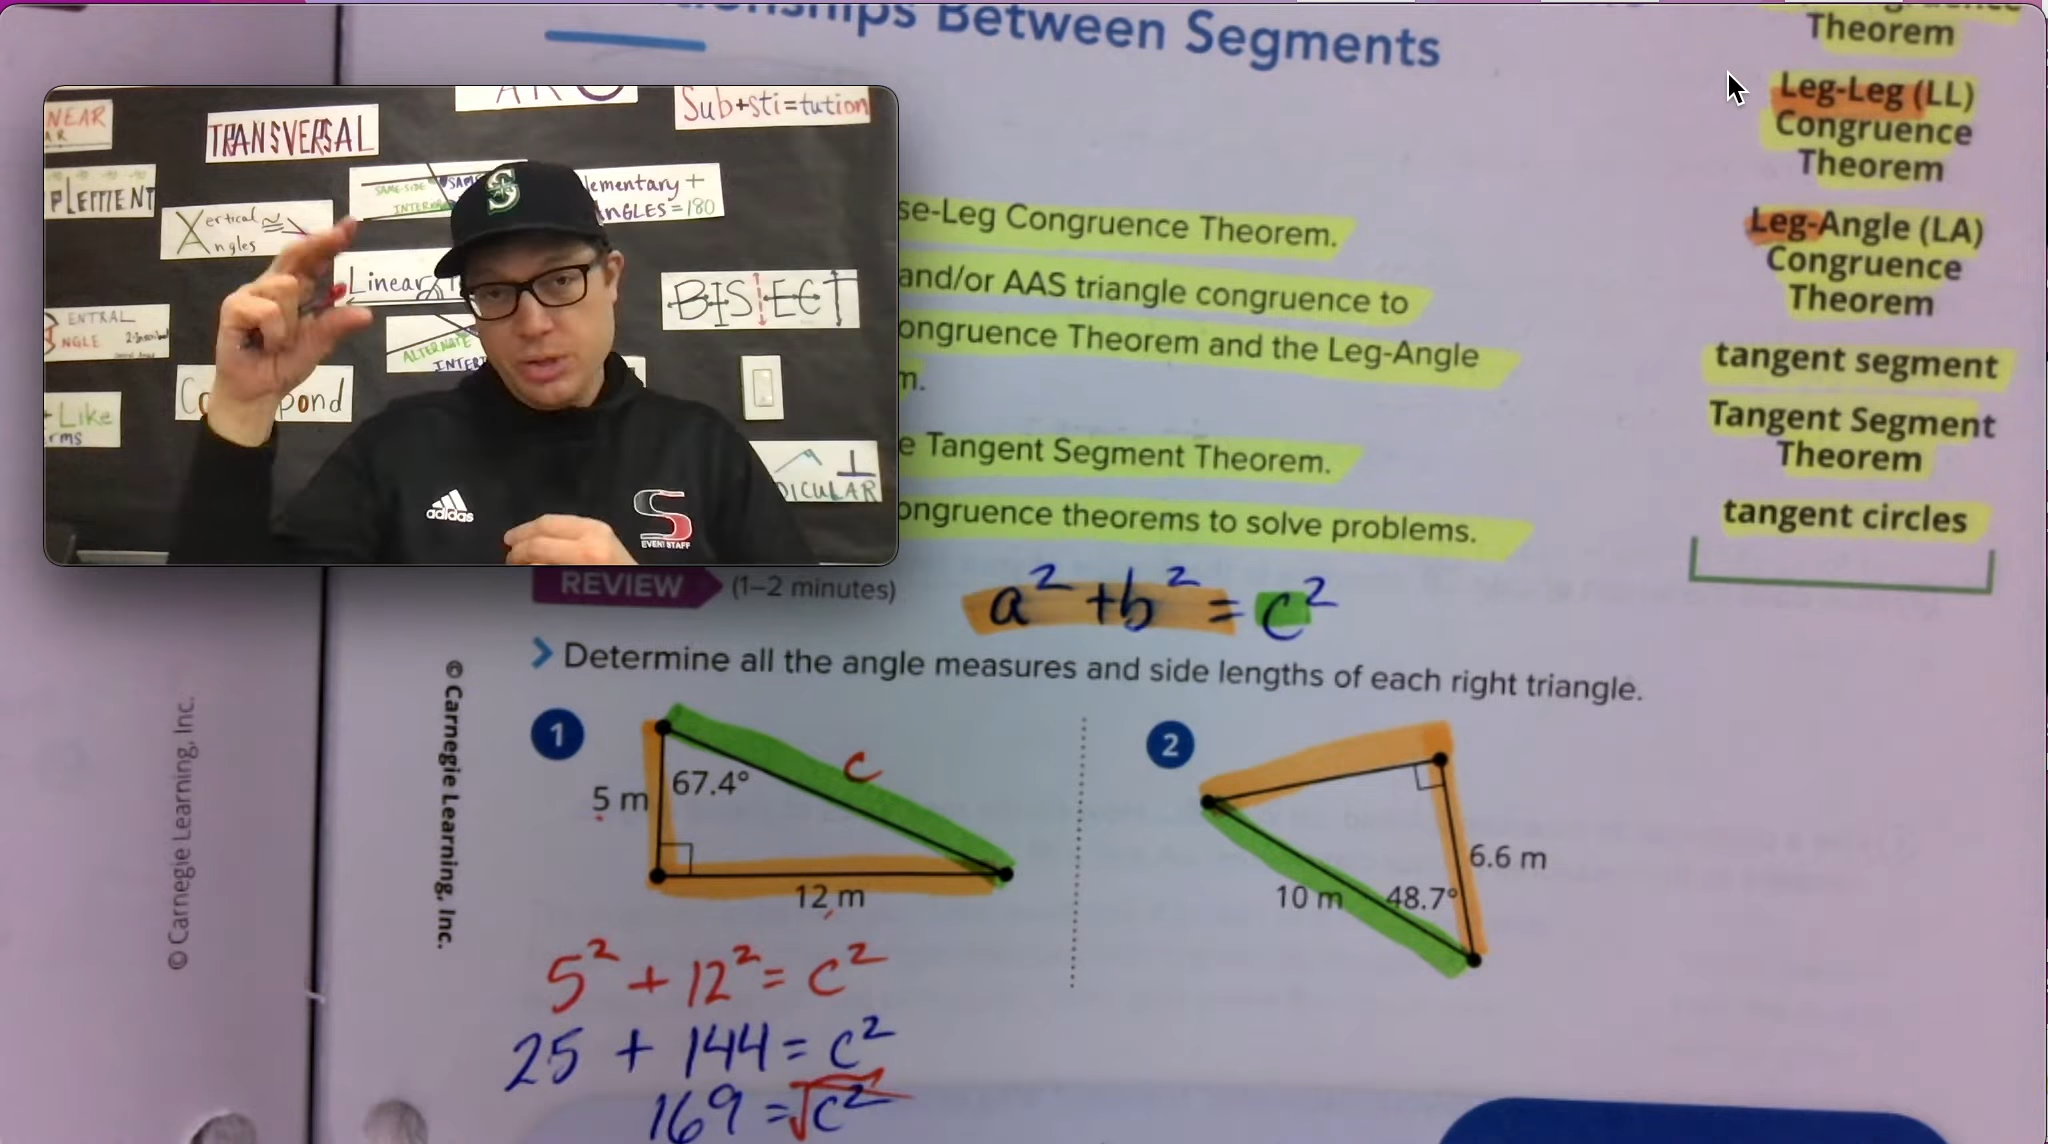 Relationships Between Segments
Theorem
Leg-Leg (LL)
Congruence
Theorem
Leg-Angle (LA)
Congruence
Theorem
tangent segment
Tangent Segment
Theorem
tangent circles
se-Leg Congruence Theorem.
and/or AAS triangle congruence to
ongruence Theorem and the Leg-Angle
m.
e Tangent Segment Theorem.
ongruence theorems to solve problems.
NEAR
TRANSVERSAL
Sub+sti=tution
PLEMENT
SAME-SIDE
INTER
lementary +
ANGLES=180
Vertical ≅
Angles
Linear
BISECT
ENTRAL
NGLE
ALTERNATE
INTER
Co pond
Like
rms
DICULAR
S
adidas
S
EVENT STAFF
REVIEW (1–2 minutes)
a² + b² = c²
> Determine all the angle measures and side lengths of each right triangle.
1
5 m
67.4°
c
12 m
2
10 m
48.7°
6.6 m
5² + 12² = c²
25 + 144 = c²
169 = √c²
© Carnegie Learning, Inc.
© Carnegie Learning, Inc.